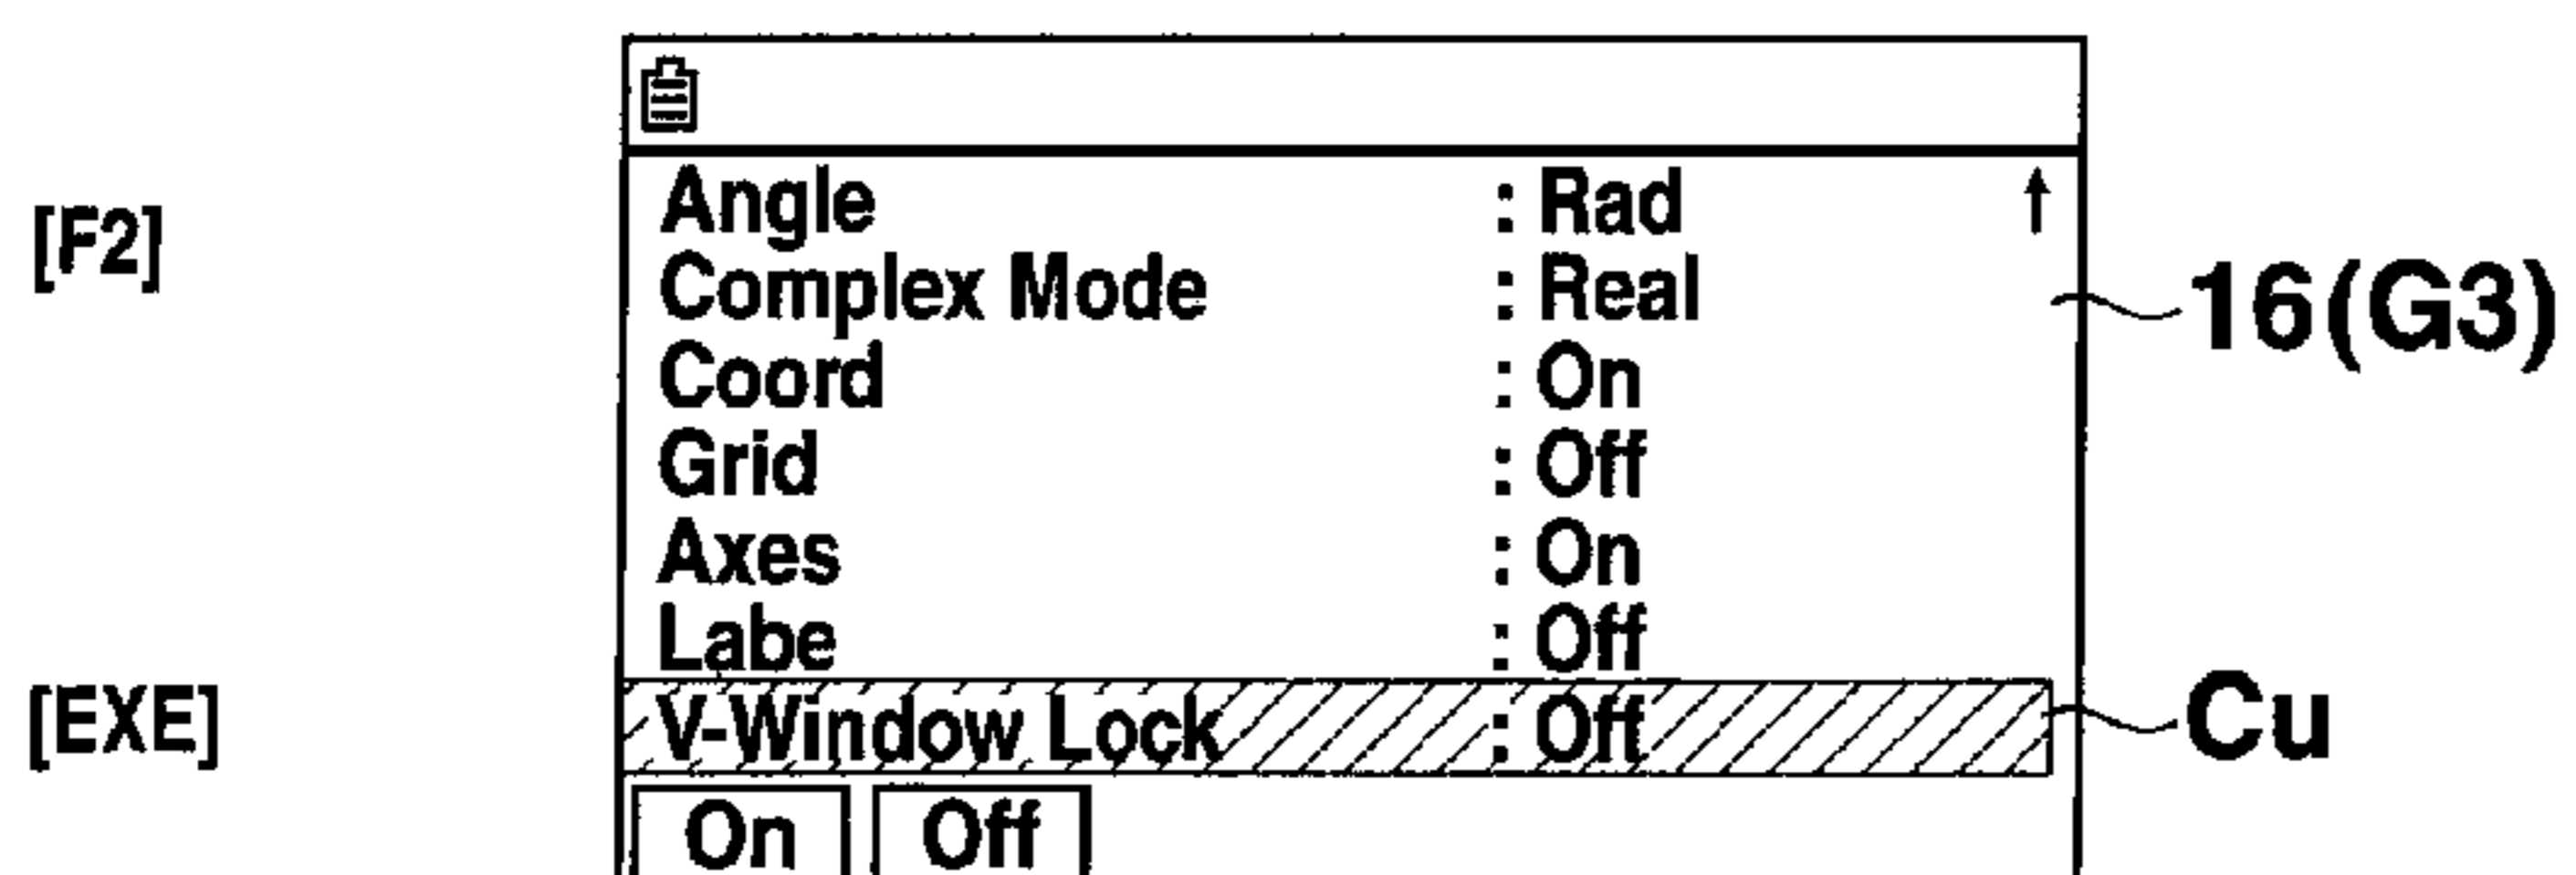 Angle : Rad ↑
[F2]
Complex Mode : Real 16(G3)
Coord : On
Grid : Off
Axes : On
Labe : Off
[EXE] V-Window Lock : Off Cu
On Off